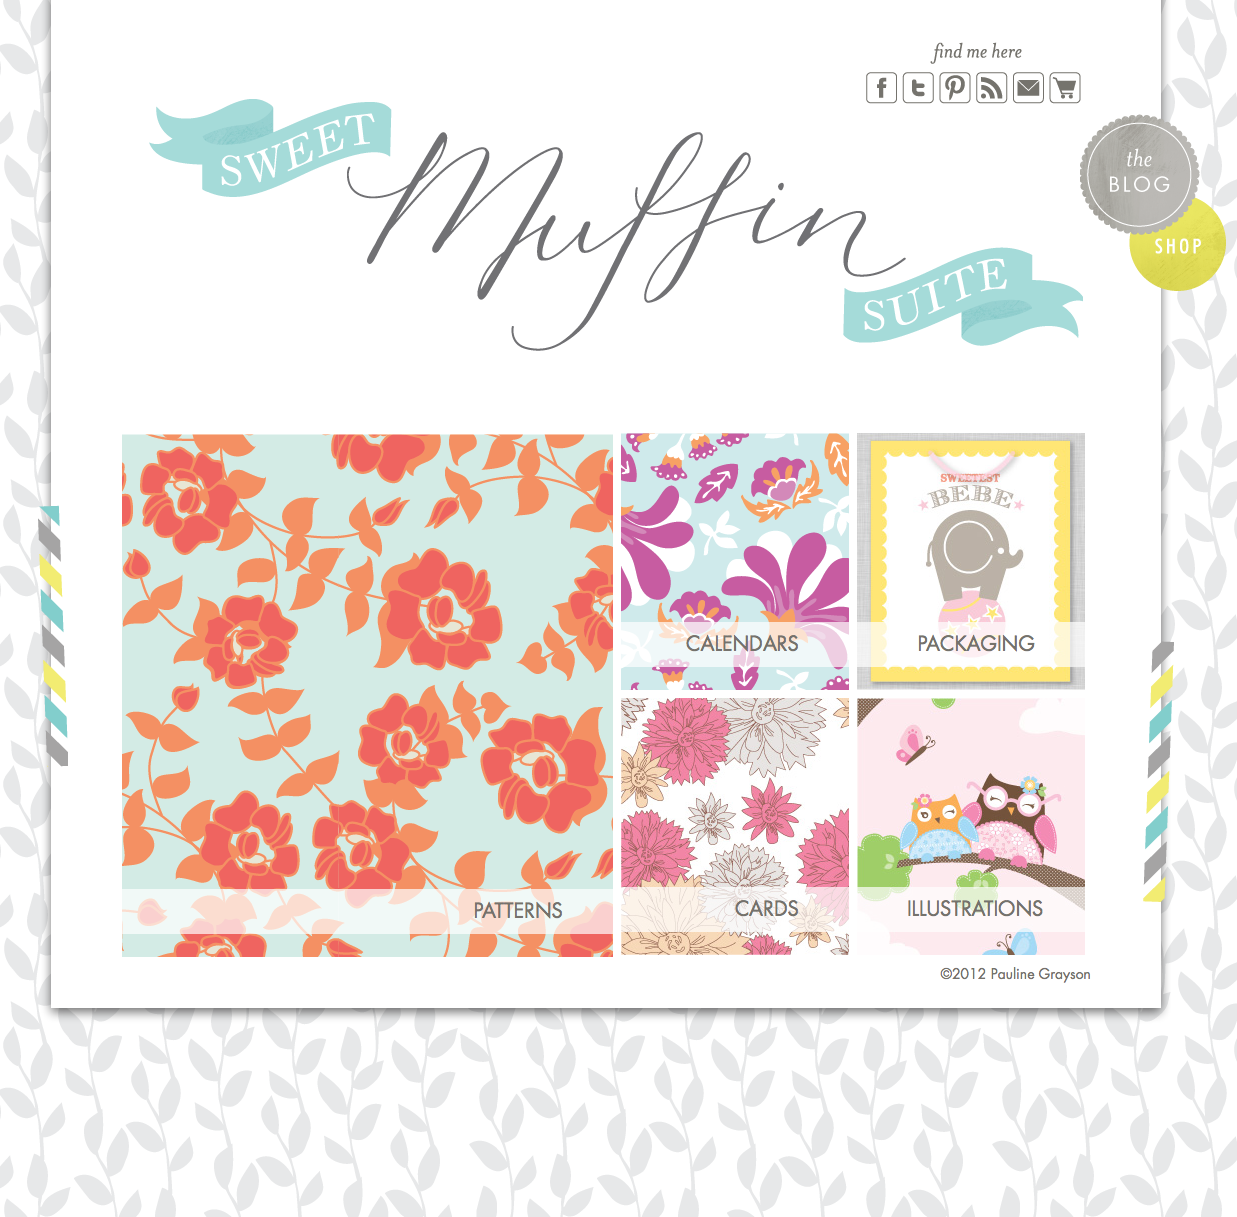 find me here
SWEET
Muffin
SUITE
the
BLOG
SHOP
SWEETEST
BEBE
CALENDARS
PACKAGING
PATTERNS
CARDS
ILLUSTRATIONS
©2012 Pauline Grayson